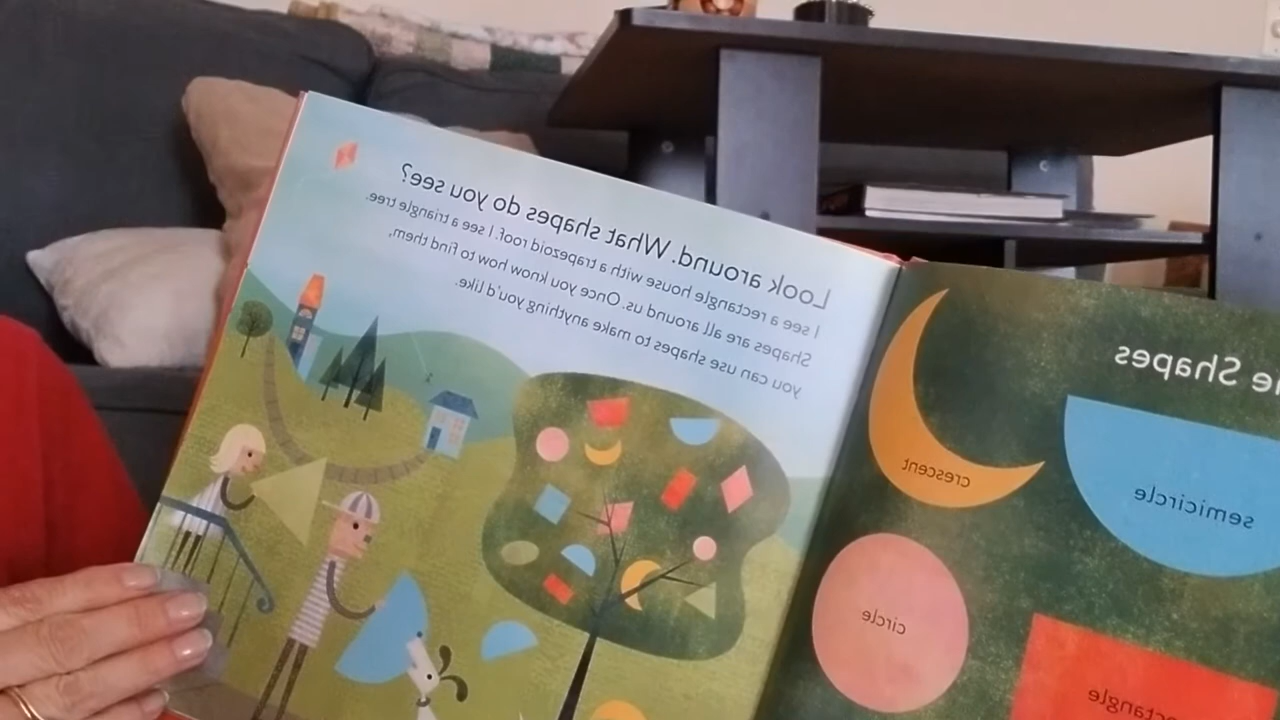 Look around. What shapes do you see?
I see a rectangle house with a trapezoid roof. I see a triangle tree.
Shapes are all around us. Once you know how to find them,
you can use shapes to make anything you'd like.
Shapes
crescent
semicircle
circle